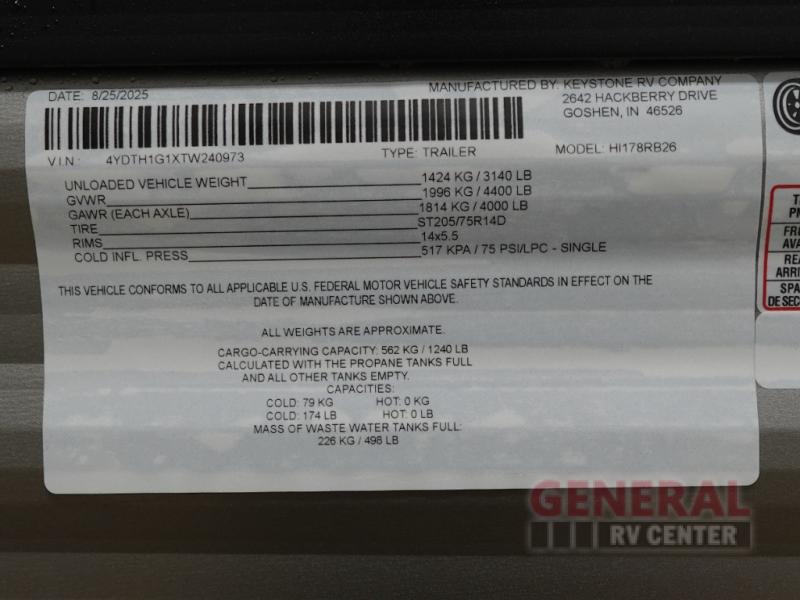 DATE: 8/25/2025
MANUFACTURED BY: KEYSTONE RV COMPANY
2642 HACKBERRY DRIVE
GOSHEN, IN 46526
V.I.N.: 4YDTH1G1XTW240973 TYPE: TRAILER MODEL: HI178RB26
UNLOADED VEHICLE WEIGHT 1424 KG / 3140 LB
GVWR 1996 KG / 4400 LB
GAWR (EACH AXLE) 1814 KG / 4000 LB
TIRE ST205/75R14D
RIMS 14x5.5
COLD INFL. PRESS 517 KPA / 75 PSI/LPC - SINGLE
THIS VEHICLE CONFORMS TO ALL APPLICABLE U.S. FEDERAL MOTOR VEHICLE SAFETY STANDARDS IN EFFECT ON THE
DATE OF MANUFACTURE SHOWN ABOVE.
ALL WEIGHTS ARE APPROXIMATE.
CARGO-CARRYING CAPACITY: 562 KG / 1240 LB
CALCULATED WITH THE PROPANE TANKS FULL
AND ALL OTHER TANKS EMPTY.
CAPACITIES:
COLD: 79 KG HOT: 0 KG
COLD: 174 LB HOT: 0 LB
MASS OF WASTE WATER TANKS FULL:
226 KG / 498 LB
GENERAL
RV CENTER